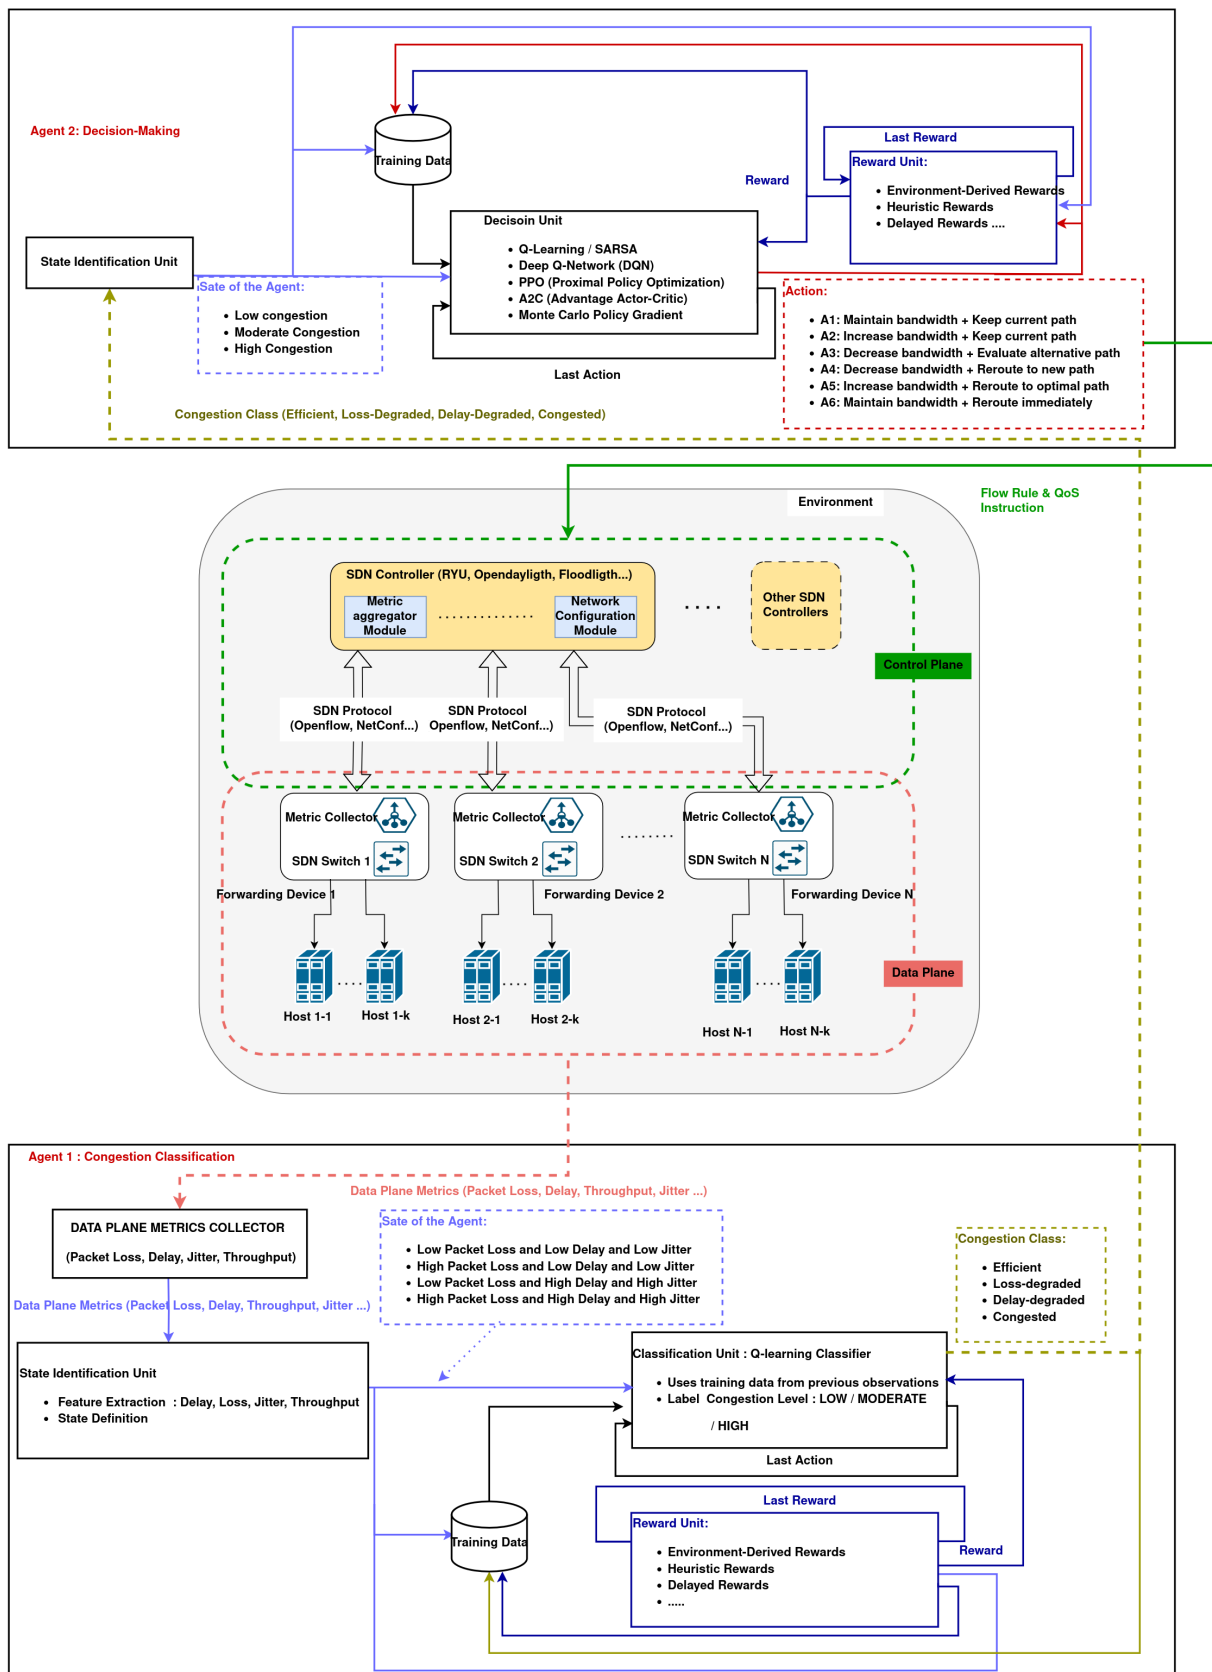 Agent 2: Decision-Making
Training Data
Last Reward
Reward Unit:
Environment-Derived Rewards
Heuristic Rewards
Delayed Rewards ....
Reward
Decisoin Unit
Q-Learning / SARSA
Deep Q-Network (DQN)
PPO (Proximal Policy Optimization)
A2C (Advantage Actor-Critic)
Monte Carlo Policy Gradient
State Identification Unit
Sate of the Agent:
Low congestion
Moderate Congestion
High Congestion
Last Action
Action:
A1: Maintain bandwidth + Keep current path
A2: Increase bandwidth + Keep current path
A3: Decrease bandwidth + Evaluate alternative path
A4: Decrease bandwidth + Reroute to new path
A5: Increase bandwidth + Reroute to optimal path
A6: Maintain bandwidth + Reroute immediately
Congestion Class (Efficient, Loss-Degraded, Delay-Degraded, Congested)
Environment
Flow Rule & QoS
Instruction
SDN Controller (RYU, Opendayligth, Floodligth...)
Metric
aggregator
Module
Network
Configuration
Module
Other SDN
Controllers
Control Plane
SDN Protocol
(Openflow, NetConf...)
SDN Protocol
Openflow, NetConf...)
SDN Protocol
(Openflow, NetConf...)
Metric Collector
SDN Switch 1
Metric Collector
SDN Switch 2
Metric Collector
SDN Switch N
Forwarding Device 1
Forwarding Device 2
Forwarding Device N
Data Plane
Host 1-1
Host 1-k
Host 2-1
Host 2-k
Host N-1
Host N-k
Agent 1 : Congestion Classification
Data Plane Metrics (Packet Loss, Delay, Throughput, Jitter ...)
DATA PLANE METRICS COLLECTOR
(Packet Loss, Delay, Jitter, Throughput)
Sate of the Agent:
Low Packet Loss and Low Delay and Low Jitter
High Packet Loss and Low Delay and Low Jitter
Low Packet Loss and High Delay and High Jitter
High Packet Loss and High Delay and High Jitter
Congestion Class:
Efficient
Loss-degraded
Delay-degraded
Congested
Data Plane Metrics (Packet Loss, Delay, Throughput, Jitter ...)
State Identification Unit
Feature Extraction : Delay, Loss, Jitter, Throughput
State Definition
Classification Unit : Q-learning Classifier
Uses training data from previous observations
Label Congestion Level : LOW / MODERATE
/ HIGH
Last Action
Training Data
Last Reward
Reward Unit:
Environment-Derived Rewards
Heuristic Rewards
Delayed Rewards
.....
Reward